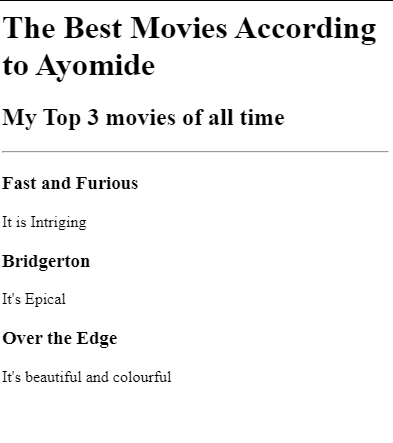 The Best Movies According
to Ayomide
My Top 3 movies of all time
Fast and Furious
It is Intriging
Bridgerton
It's Epical
Over the Edge
It's beautiful and colourful